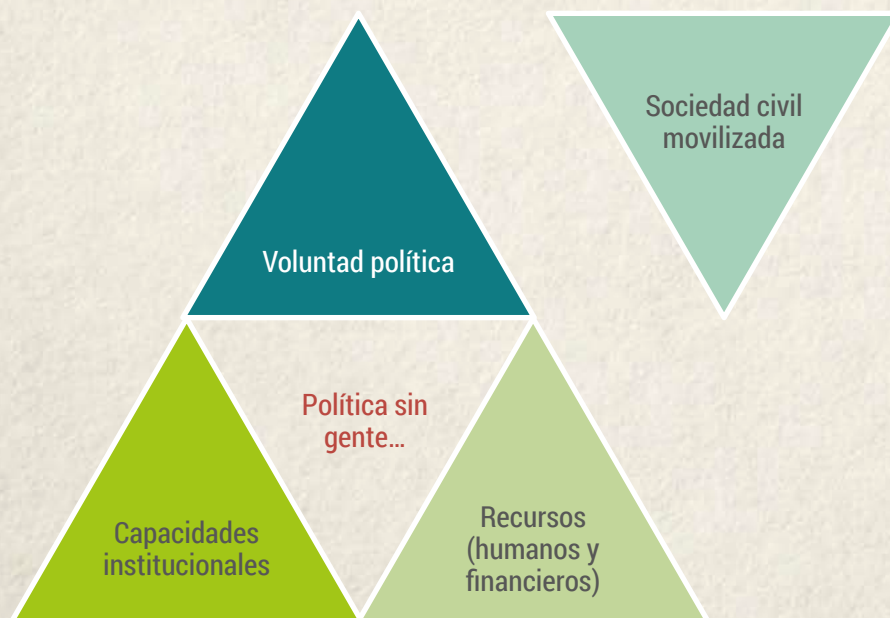 Sociedad civil
movilizada
Voluntad política
Política sin
gente...
Capacidades
institucionales
Recursos
(humanos y
financieros)